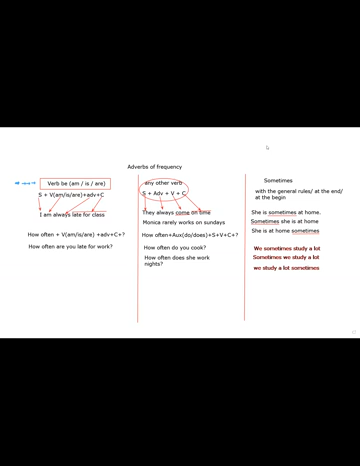 Adverbs of frequency
Verb be (am / is / are)
S + V(am/is/are)+adv+C
I am always late for class
How often + V(am/is/are) +adv+C+?
How often are you late for work?
any other verb
S + Adv + V + C
They always come on time
Monica rarely works on sundays
How often+Aux(do/does)+S+V+C+?
How often do you cook?
How often does she work
nights?
Sometimes
with the general rules/ at the end/
at the begin
She is sometimes at home.
Sometimes she is at home
She is at home sometimes
We sometimes study a lot
Sometimes we study a lot
we study a lot sometimes